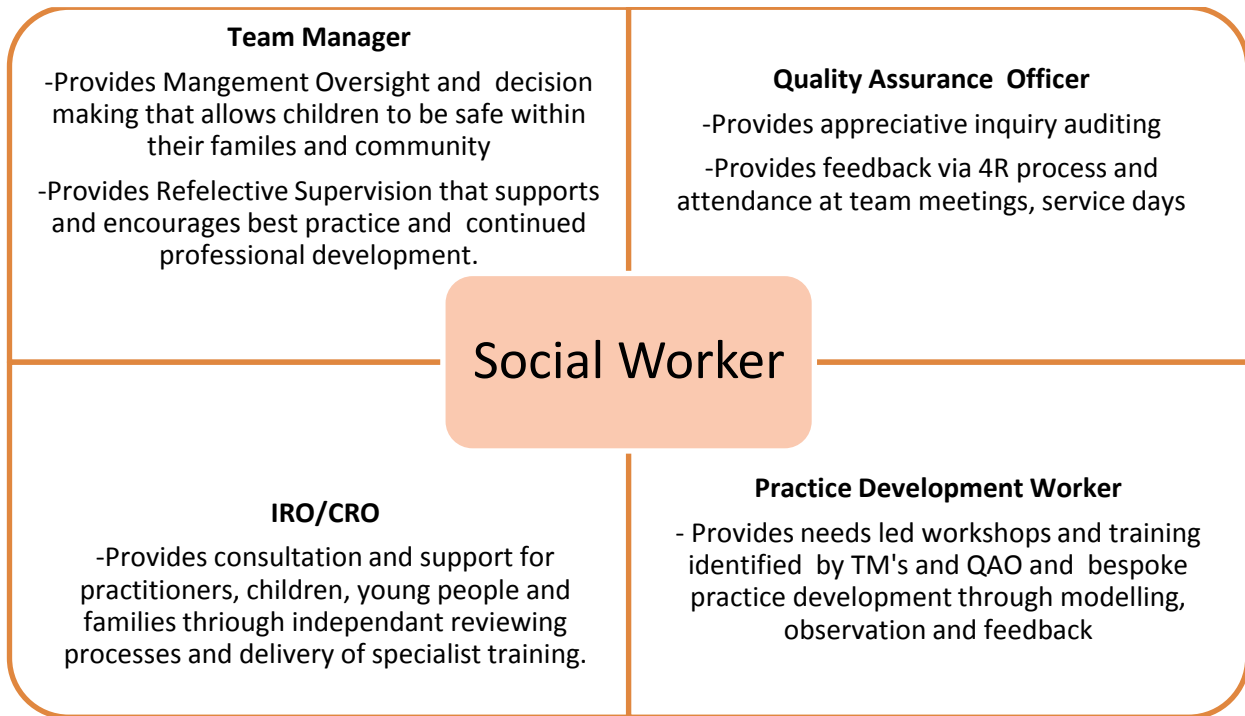 Team Manager
-Provides Mangement Oversight and decision
making that allows children to be safe within
their familes and community
-Provides Refelective Supervision that supports
and encourages best practice and continued
professional development.
Quality Assurance Officer
-Provides appreciative inquiry auditing
-Provides feedback via 4R process and
attendance at team meetings, service days
Social Worker
IRO/CRO
-Provides consultation and support for
practitioners, children, young people and
families thriough independant reviewing
processes and delivery of specialist training.
Practice Development Worker
- Provides needs led workshops and training
identified by TM's and QAO and bespoke
practice development through modelling,
observation and feedback